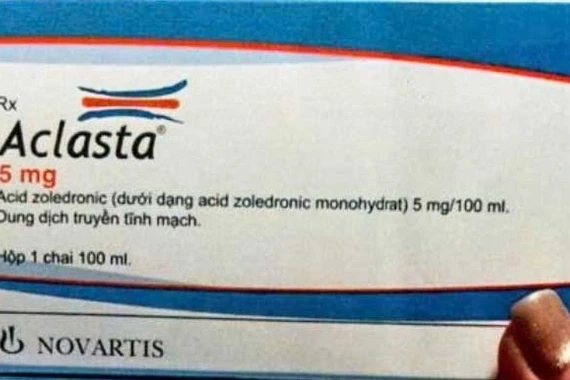 Rx
Aclasta®
5 mg
Acid zoledronic (dưới dạng acid zoledronic monohydrat) 5 mg/100 ml.
Dung dịch truyền tĩnh mạch.
Hộp 1 chai 100 ml.
NOVARTIS